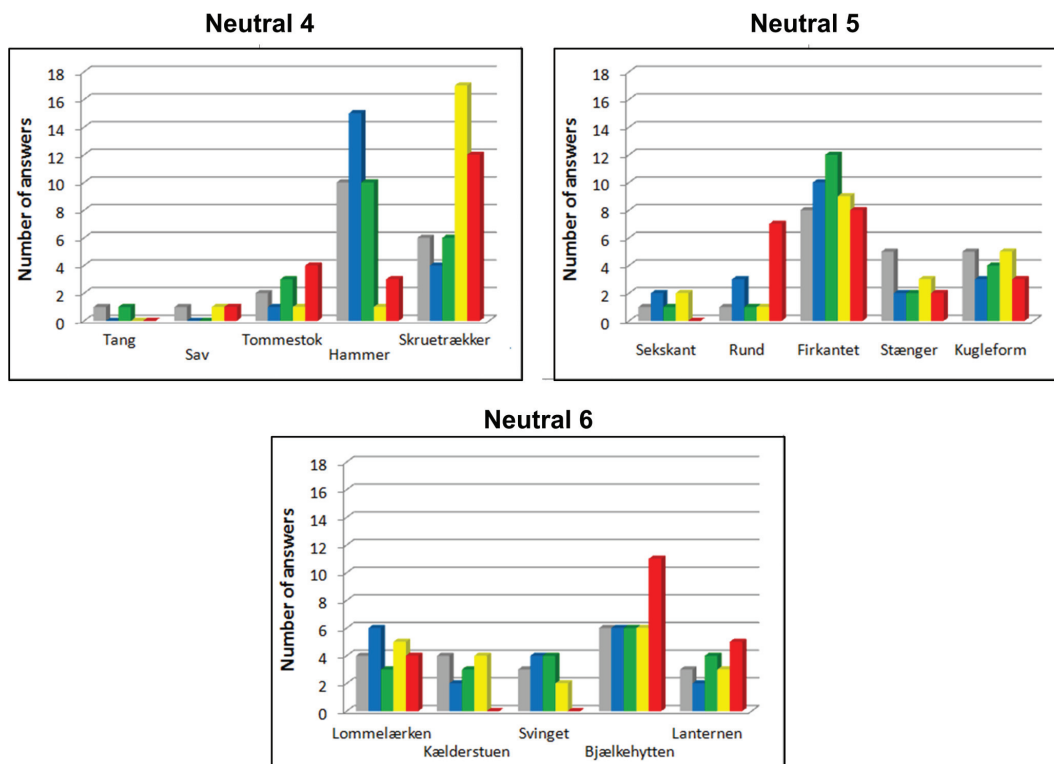 Neutral 4
Number of answers
18
16
14
12
10
8
6
4
2
0
Tang
Sav
Tommestok
Hammer
Skruetrækker
Neutral 5
Number of answers
18
16
14
12
10
8
6
4
2
0
Sekskant
Rund
Firkantet
Stænger
Kugleform
Neutral 6
Number of answers
18
16
14
12
10
8
6
4
2
0
Lommelærken
Kælderstuen
Svinget
Bjælkehytten
Lanternen